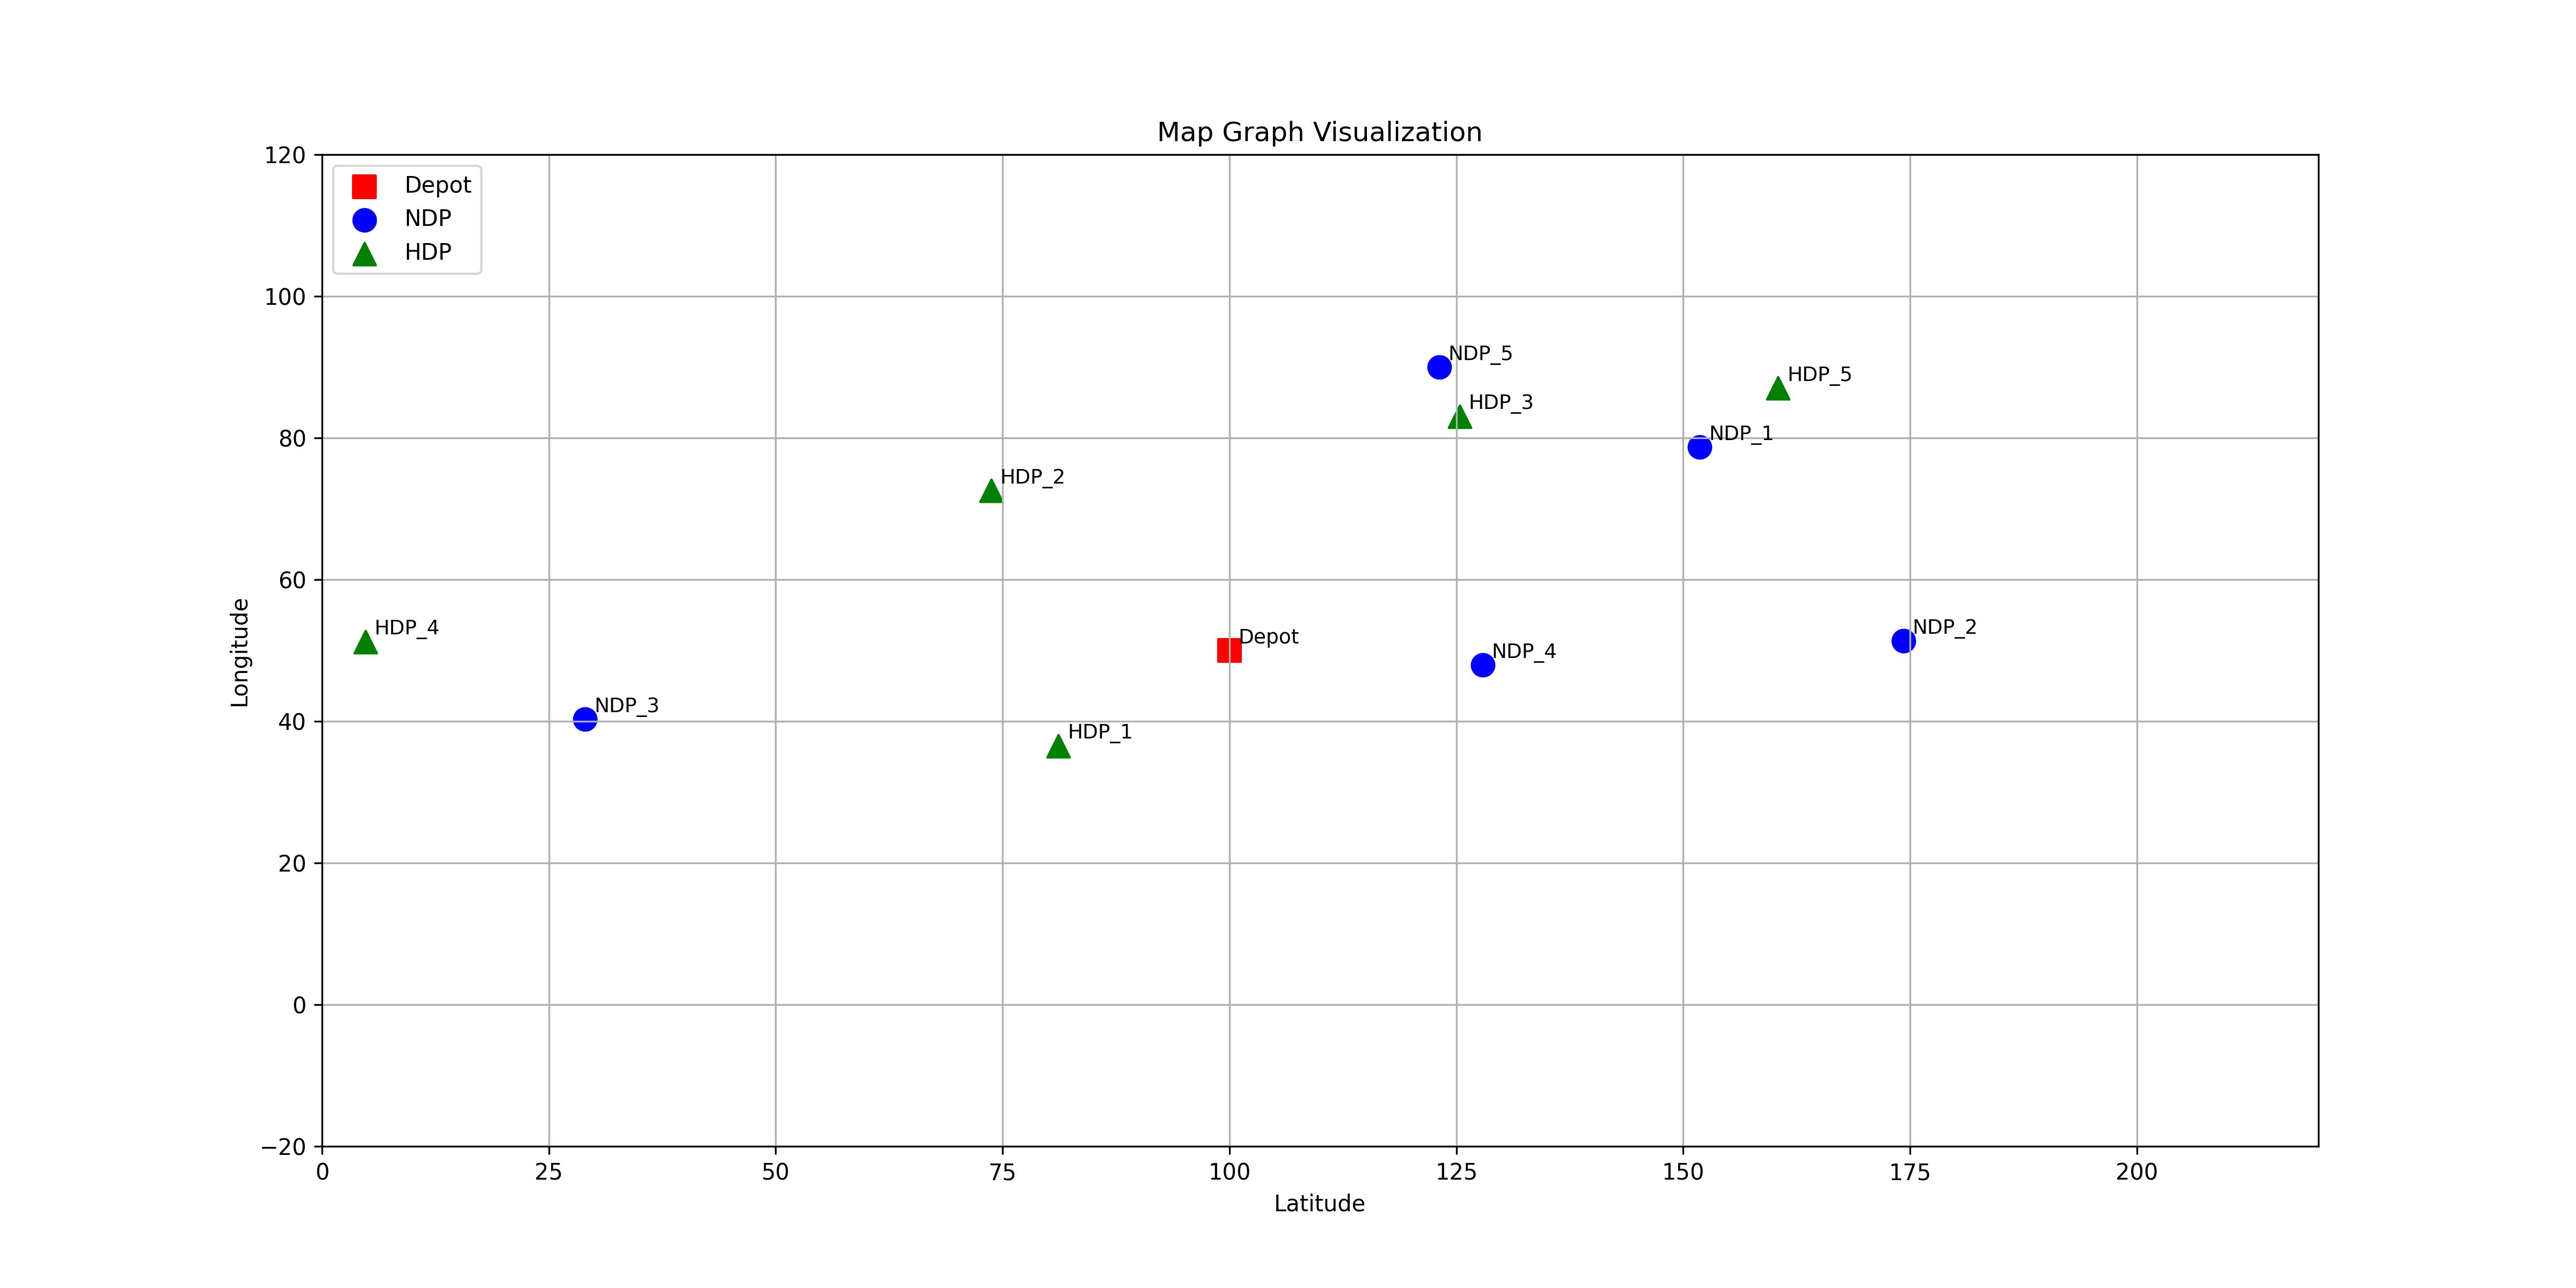 Map Graph Visualization
120
100
80
60
40
20
0
−20
Longitude
Depot
NDP
HDP
NDP_5
HDP_5
HDP_3
NDP_1
HDP_2
HDP_4
Depot
NDP_4
NDP_2
NDP_3
HDP_1
0 25 50 75 100 125 150 175 200
Latitude